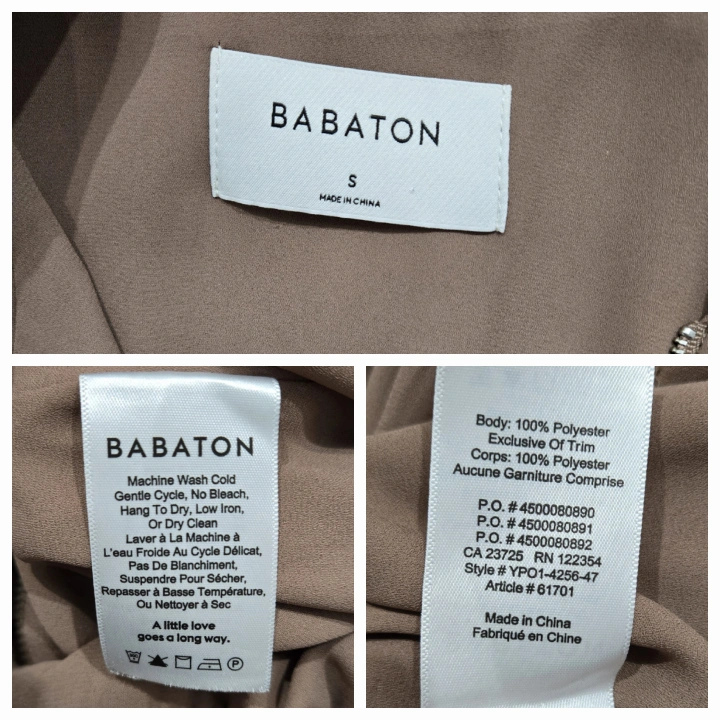 BABATON
S
MADE IN CHINA
BABATON
Machine Wash Cold
Gentle Cycle, No Bleach,
Hang To Dry, Low Iron,
Or Dry Clean
Laver à La Machine à
L'eau Froide Au Cycle Délicat,
Pas De Blanchiment,
Suspendre Pour Sécher,
Repasser à Basse Température,
Ou Nettoyer à Sec
A little love
goes a long way.
Body: 100% Polyester
Exclusive Of Trim
Corps: 100% Polyester
Aucune Garniture Comprise
P.O. # 4500080890
P.O. # 4500080891
P.O. # 4500080892
CA 23725 RN 122354
Style # YPO1-4256-47
Article # 61701
Made in China
Fabriqué en Chine